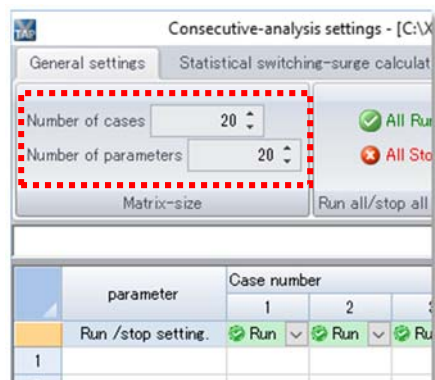 TAP
Consecutive-analysis settings - [C:\X
General settings
Statistical switching-surge calculat
Number of cases 20
All Ru
Number of parameters 20
All Sto
Matrix-size
Run all/stop all
parameter
Case number
1 2
Run /stop setting. Run Run Ru
1